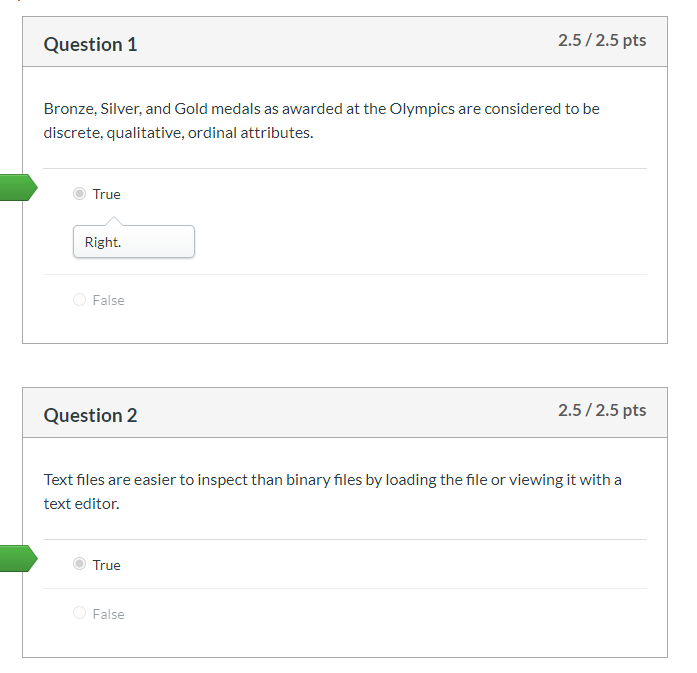 Question 1
2.5 / 2.5 pts
Bronze, Silver, and Gold medals as awarded at the Olympics are considered to be
discrete, qualitative, ordinal attributes.
True
Right.
False
Question 2
2.5 / 2.5 pts
Text files are easier to inspect than binary files by loading the file or viewing it with a
text editor.
True
False